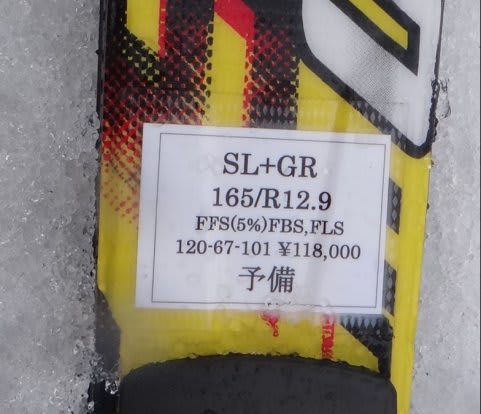 SL+GR
165/R12.9
FFS(5%)FBS,FLS
120-67-101 ¥118,000
予備